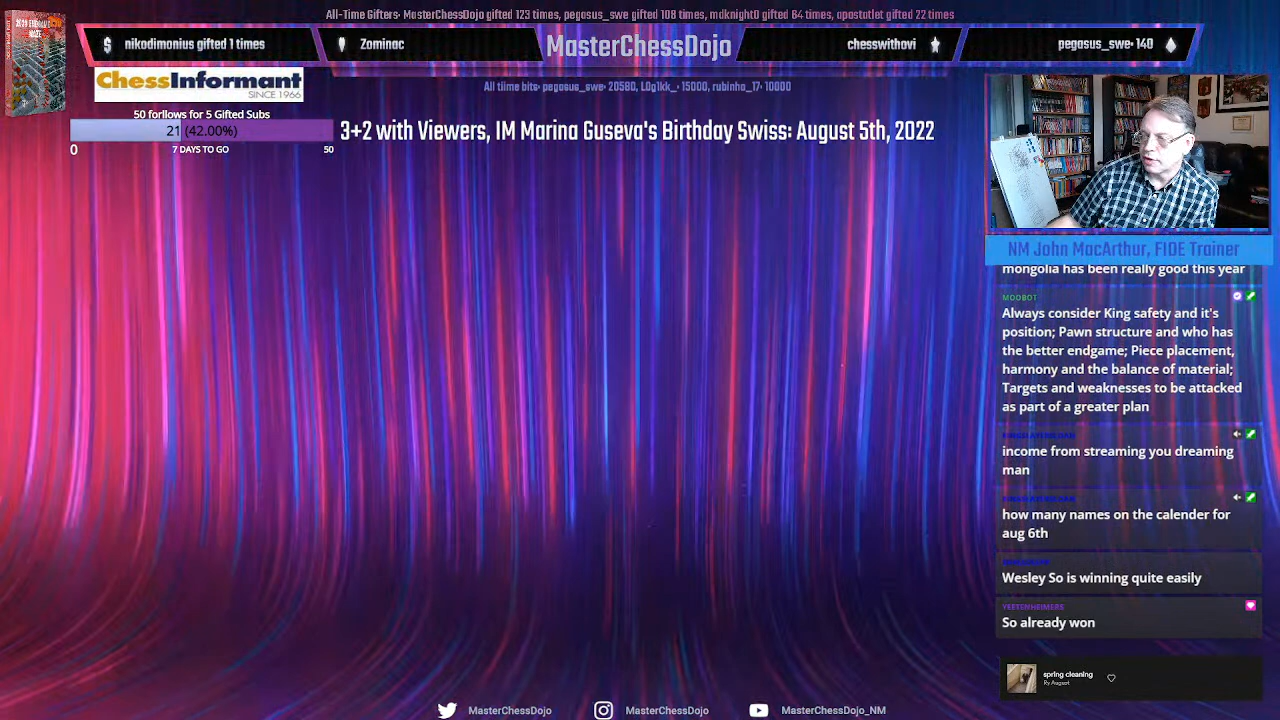 All-Time Gifters: MasterChessDojo gifted 123 times, pegasus_swe gifted 108 times, mdknight0 gifted 64 times, apostatlet gifted 22 times
nikodimonius gifted 1 times
Zominac
MasterChessDojo
chesswithovi
pegasus_swe: 140
ChessInformant
SINCE 1966
All tiime bits: pegasus_swe: 20580, L0g1kk_: 15000, rubinho_17: 10000
50 forllows for 5 Gifted Subs
21 (42.00%)
0 7 DAYS TO GO 50
3+2 with Viewers, IM Marina Guseva's Birthday Swiss: August 5th, 2022
NM John MacArthur, FIDE Trainer
mongolia has been really good this year
MOOBOT
Always consider King safety and it's
position; Pawn structure and who has
the better endgame; Piece placement,
harmony and the balance of material;
Targets and weaknesses to be attacked
as part of a greater plan
income from streaming you dreaming
man
how many names on the calender for
aug 6th
Wesley So is winning quite easily
YEETENHEIMERS
So already won
spring cleaning
Ry August
MasterChessDojo
MasterChessDojo
MasterChessDojo_NM